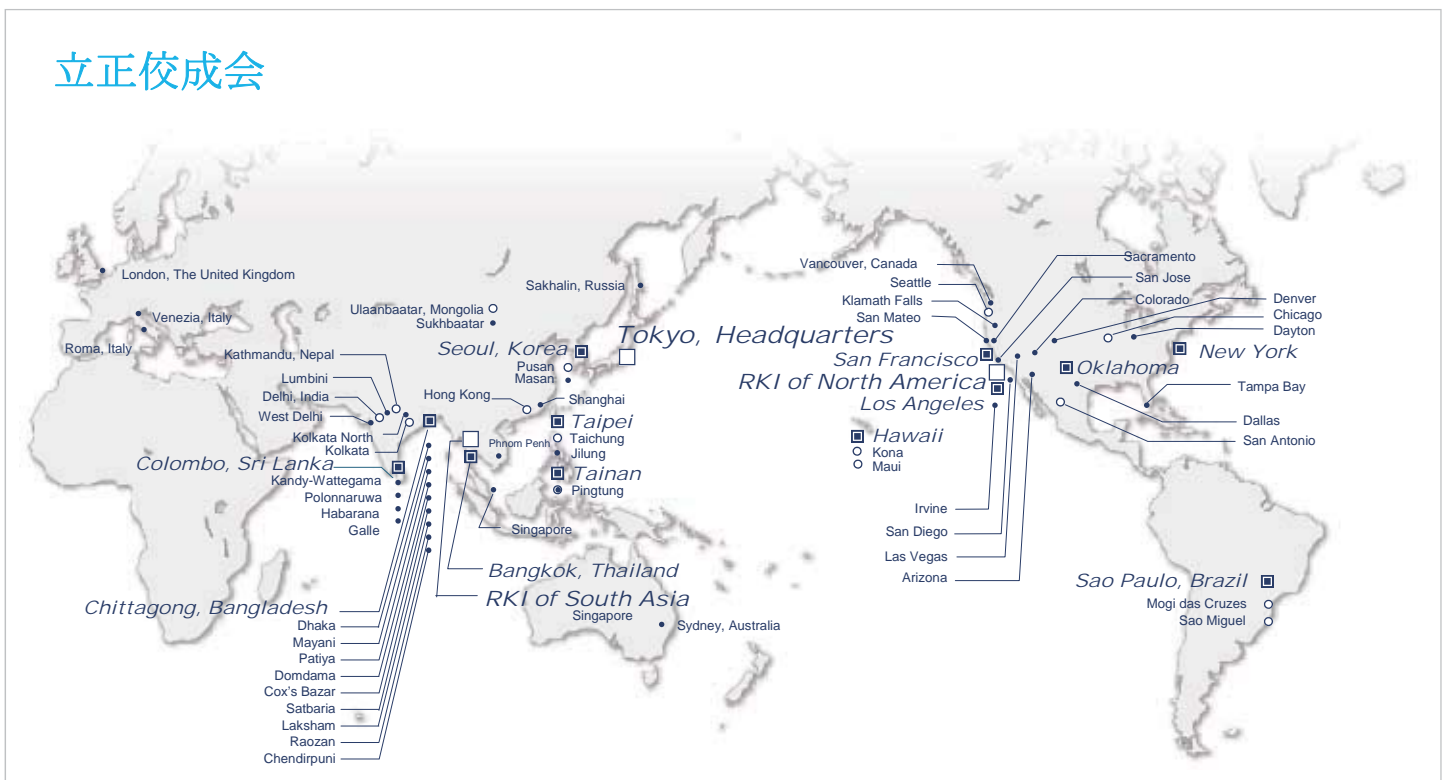 立正佼成会
London, The United Kingdom
Venezia, Italy
Roma, Italy
Ulaanbaatar, Mongolia
Sukhbaatar
Sakhalin, Russia
Tokyo, Headquarters
Seoul, Korea
Pusan
Masan
Kathmandu, Nepal
Lumbini
Delhi, India
West Delhi
Kolkata North
Kolkata
Hong Kong
Shanghai
Taipei
Taichung
Jilung
Tainan
Pingtung
Phnom Penh
Colombo, Sri Lanka
Kandy-Wattegama
Polonnaruwa
Habarana
Galle
Singapore
Bangkok, Thailand
RKI of South Asia
Singapore
Sydney, Australia
Chittagong, Bangladesh
Dhaka
Mayani
Patiya
Domdama
Cox's Bazar
Satbaria
Laksham
Raozan
Chendirpuni
Vancouver, Canada
Seattle
Klamath Falls
San Mateo
San Francisco
RKI of North America
Los Angeles
Hawaii
Kona
Maui
Irvine
San Diego
Las Vegas
Arizona
Sacramento
San Jose
Colorado
Denver
Chicago
Dayton
New York
Oklahoma
Tampa Bay
Dallas
San Antonio
Sao Paulo, Brazil
Mogi das Cruzes
Sao Miguel